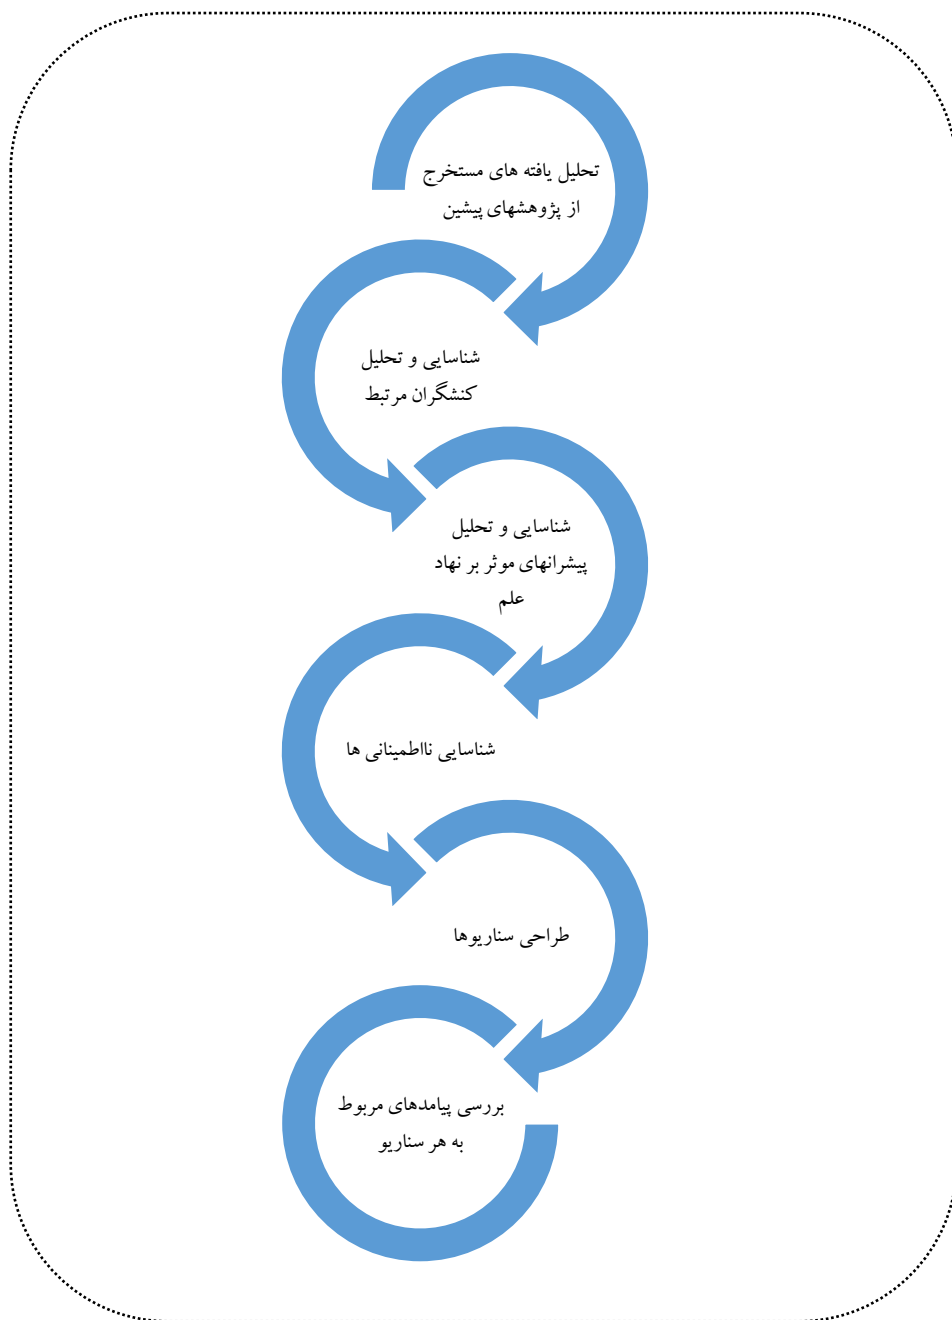 تحلیل یافته های مستخرج
از پژوهشهای پیشین
شناسایی و تحلیل
کنشگران مرتبط
شناسایی و تحلیل
پیشرانهای موثر بر نهاد
علم
شناسایی نااطمینانی ها
طراحی سناریوها
بررسی پیامدهای مربوط
به هر سناریو